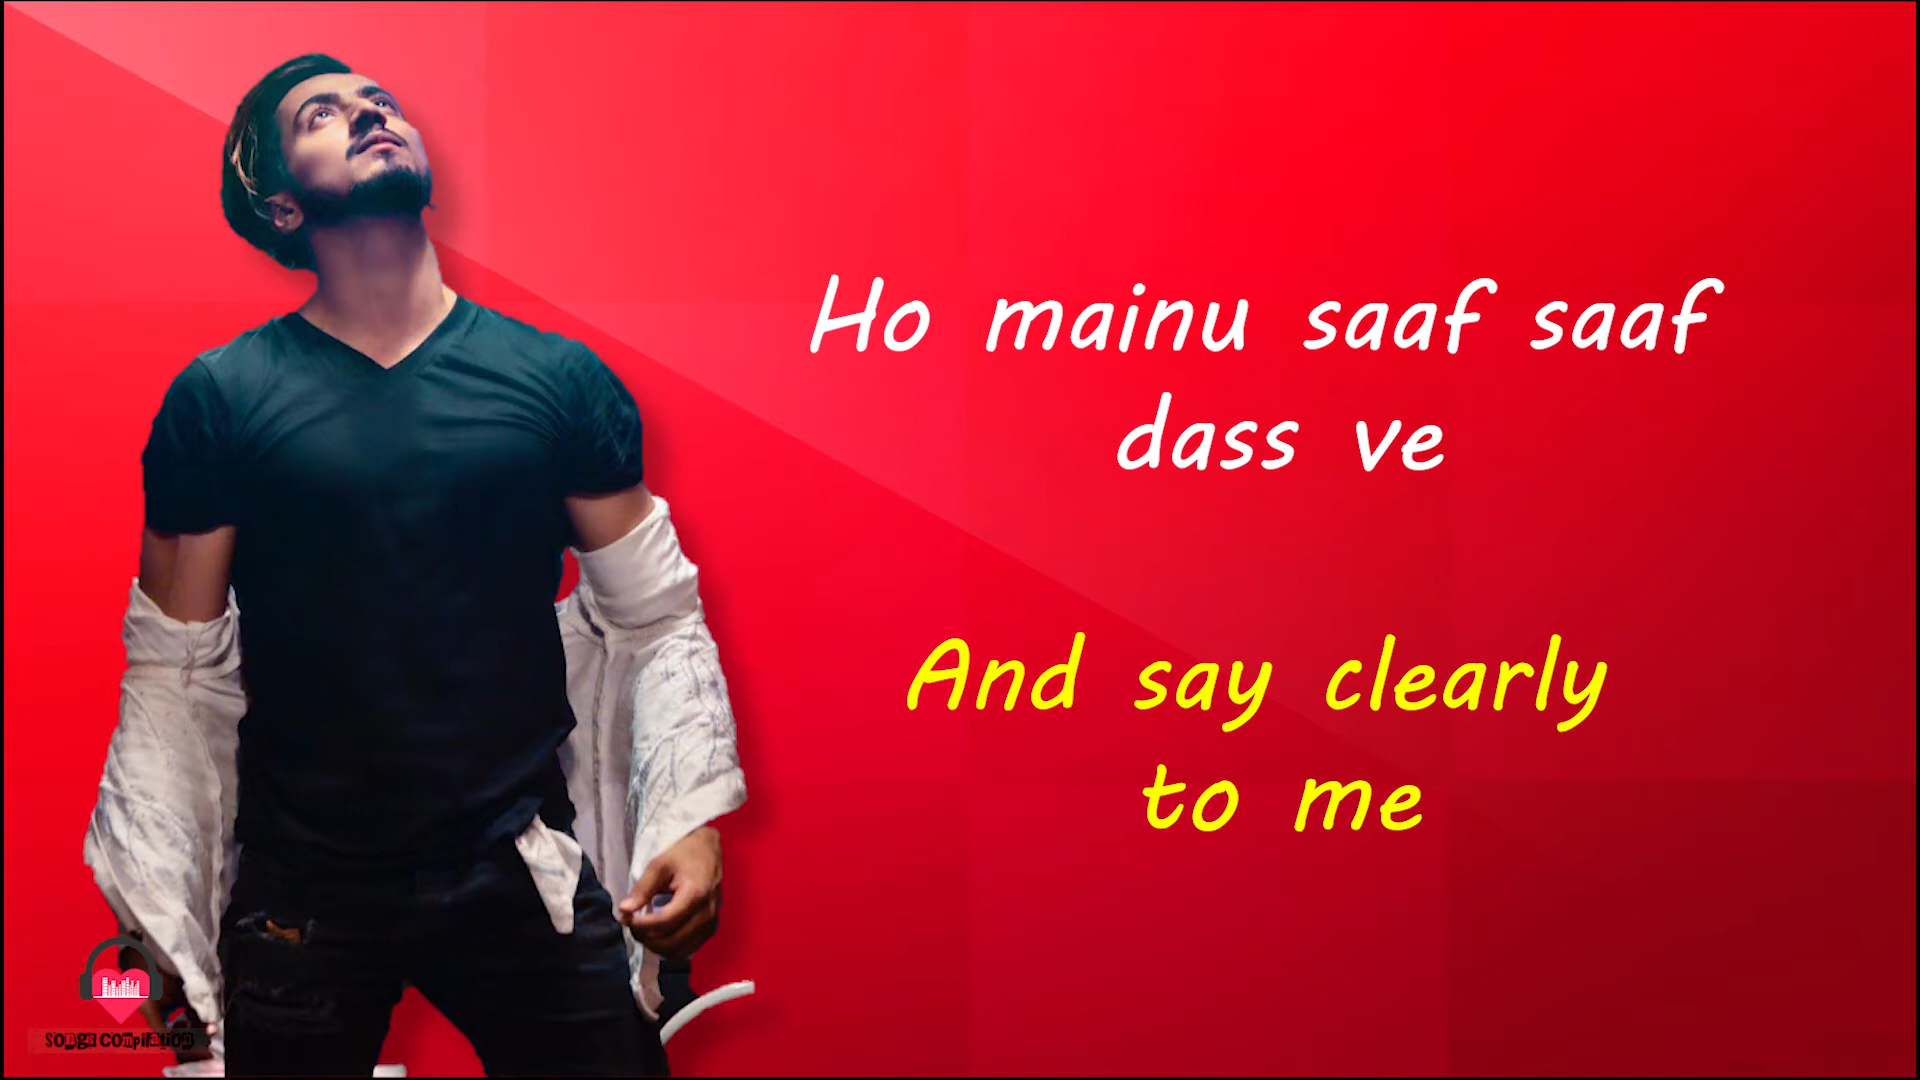 Ho mainu saaf saaf
dass ve
And say clearly
to me
Songs Compilation